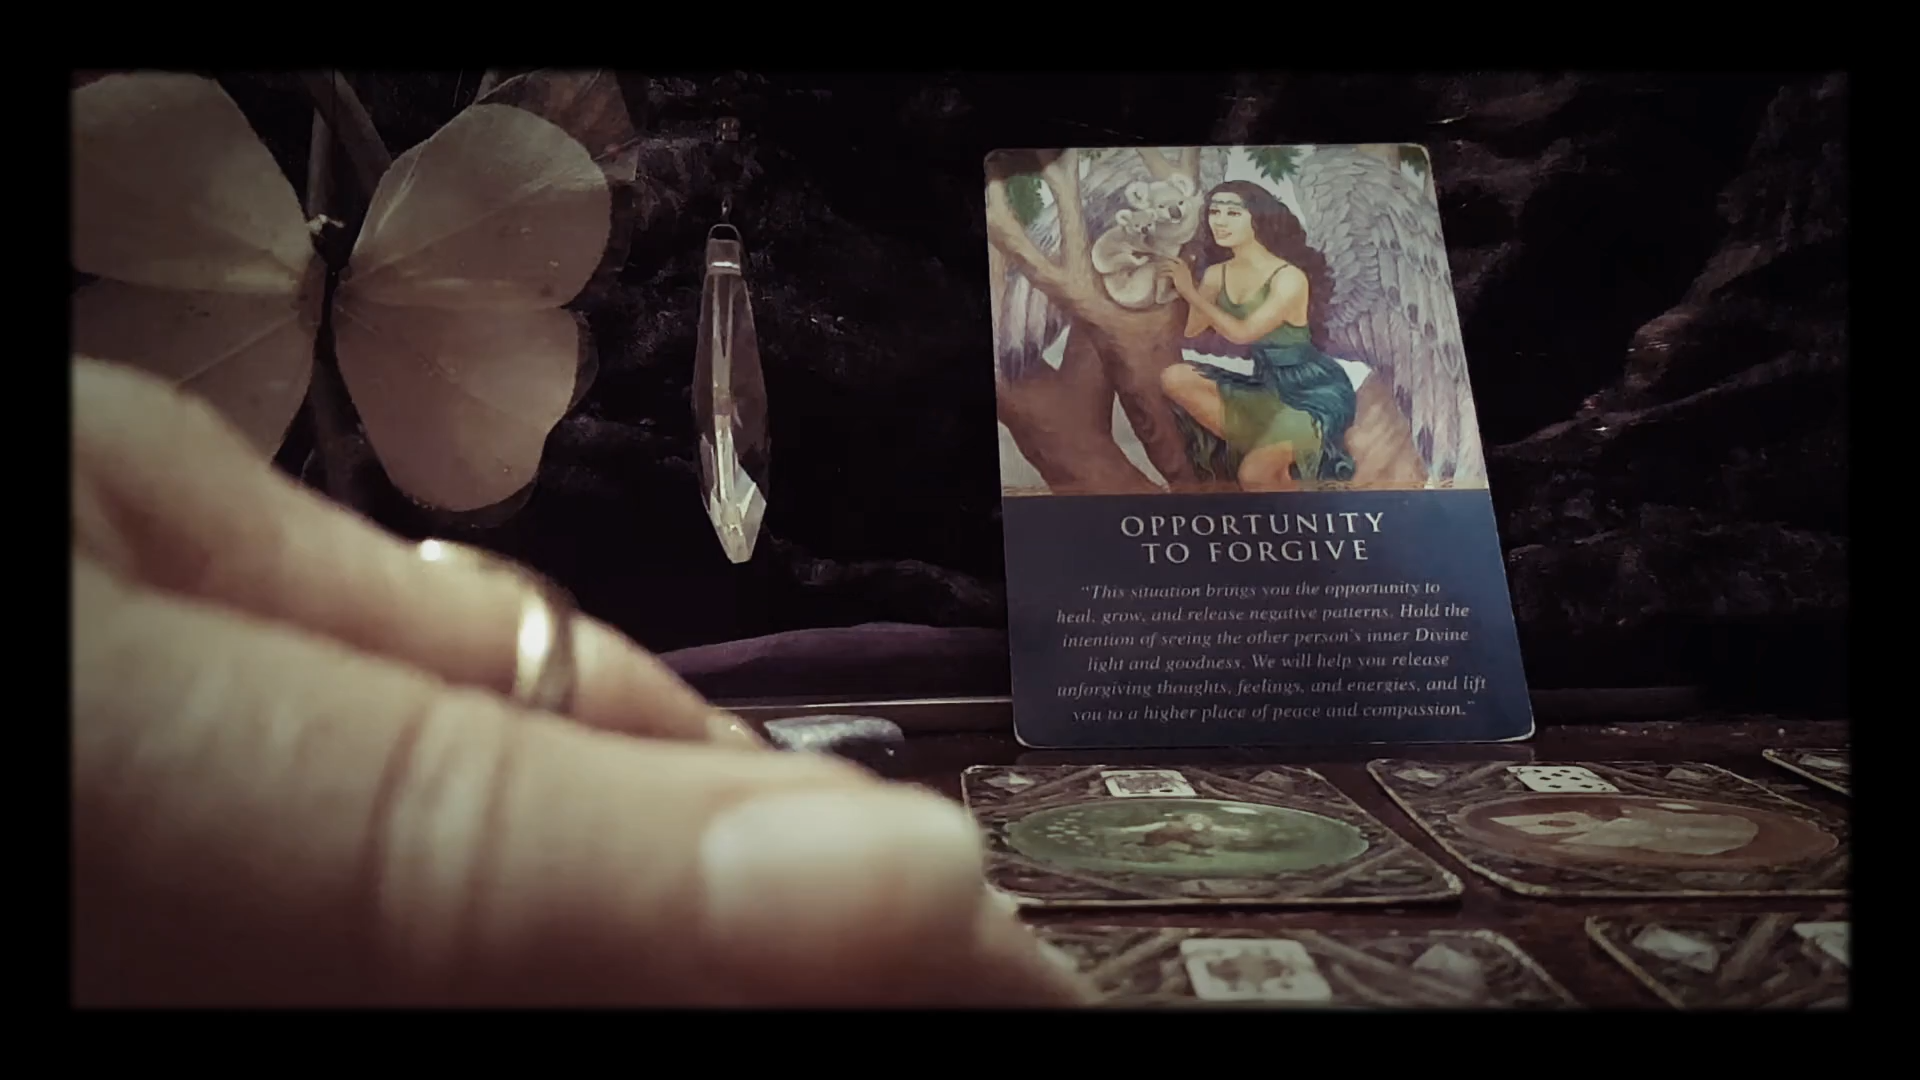 OPPORTUNITY
TO FORGIVE
"This situation brings you the opportunity to
heal, grow, and release negative patterns. Hold the
intention of seeing the other person's inner Divine
light and goodness. We will help you release
unforgiving thoughts, feelings, and energies, and lift
you to a higher place of peace and compassion."